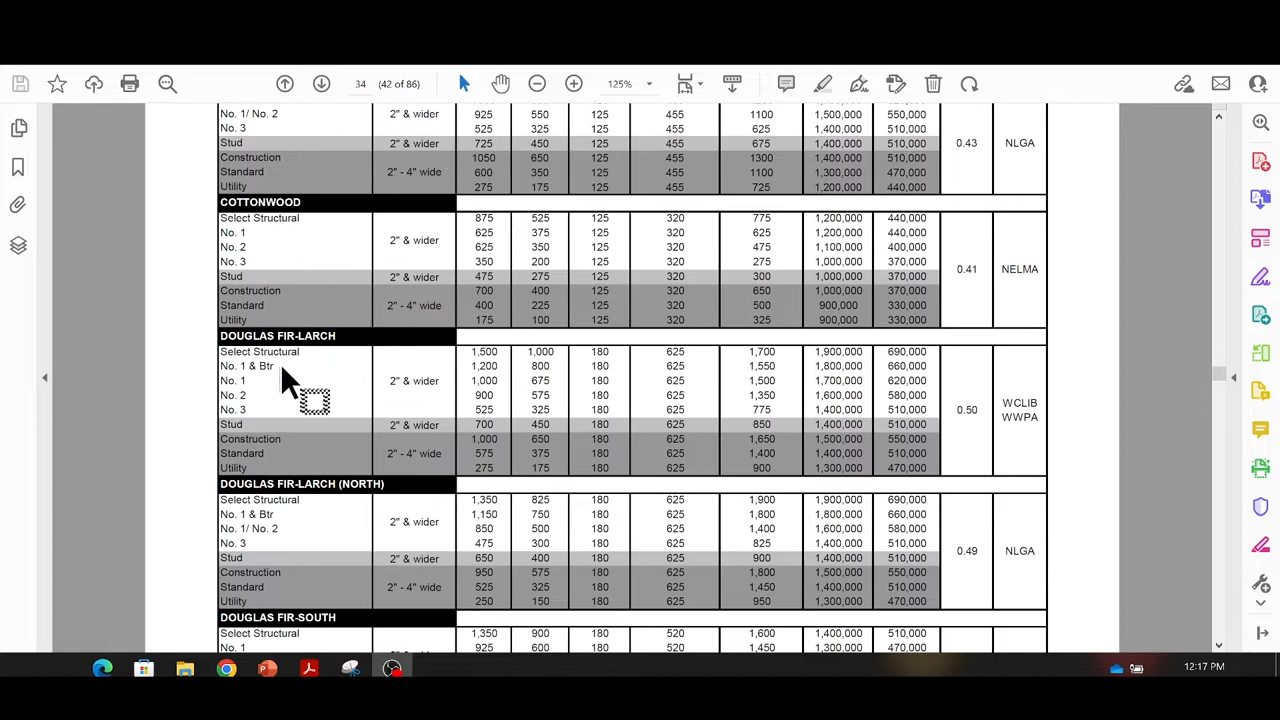 34 (42 of 86) 125%
No. 1/ No. 2 2" & wider 925 550 125 455 1100 1,500,000 550,000
No. 3 525 325 125 455 625 1,400,000 510,000
Stud 2" & wider 725 450 125 455 675 1,400,000 510,000 0.43 NLGA
Construction 1050 650 125 455 1300 1,400,000 510,000
Standard 2" - 4" wide 600 350 125 455 1100 1,300,000 470,000
Utility 275 175 125 455 725 1,200,000 440,000
COTTONWOOD
Select Structural 875 525 125 320 775 1,200,000 440,000
No. 1 2" & wider 625 375 125 320 625 1,200,000 440,000
No. 2 625 350 125 320 475 1,100,000 400,000
No. 3 350 200 125 320 275 1,000,000 370,000
Stud 2" & wider 475 275 125 320 300 1,000,000 370,000 0.41 NELMA
Construction 700 400 125 320 650 1,000,000 370,000
Standard 2" - 4" wide 400 225 125 320 500 900,000 330,000
Utility 175 100 125 320 325 900,000 330,000
DOUGLAS FIR-LARCH
Select Structural 1,500 1,000 180 625 1,700 1,900,000 690,000
No. 1 & Btr 1,200 800 180 625 1,550 1,800,000 660,000
No. 1 2" & wider 1,000 675 180 625 1,500 1,700,000 620,000
No. 2 900 575 180 625 1,350 1,600,000 580,000
No. 3 525 325 180 625 775 1,400,000 510,000 0.50 WCLIB WWPA
Stud 2" & wider 700 450 180 625 850 1,400,000 510,000
Construction 1,000 650 180 625 1,650 1,500,000 550,000
Standard 2" - 4" wide 575 375 180 625 1,400 1,400,000 510,000
Utility 275 175 180 625 900 1,300,000 470,000
DOUGLAS FIR-LARCH (NORTH)
Select Structural 1,350 825 180 625 1,900 1,900,000 690,000
No. 1 & Btr 2" & wider 1,150 750 180 625 1,800 1,800,000 660,000
No. 1/ No. 2 850 500 180 625 1,400 1,600,000 580,000
No. 3 475 300 180 625 825 1,400,000 510,000
Stud 2" & wider 650 400 180 625 900 1,400,000 510,000 0.49 NLGA
Construction 950 575 180 625 1,800 1,500,000 550,000
Standard 2" - 4" wide 525 325 180 625 1,450 1,400,000 510,000
Utility 250 150 180 625 950 1,300,000 470,000
DOUGLAS FIR-SOUTH
Select Structural 1,350 900 180 520 1,600 1,400,000 510,000
No. 1 925 600 180 520 1,450 1,300,000 470,000
12:17 PM